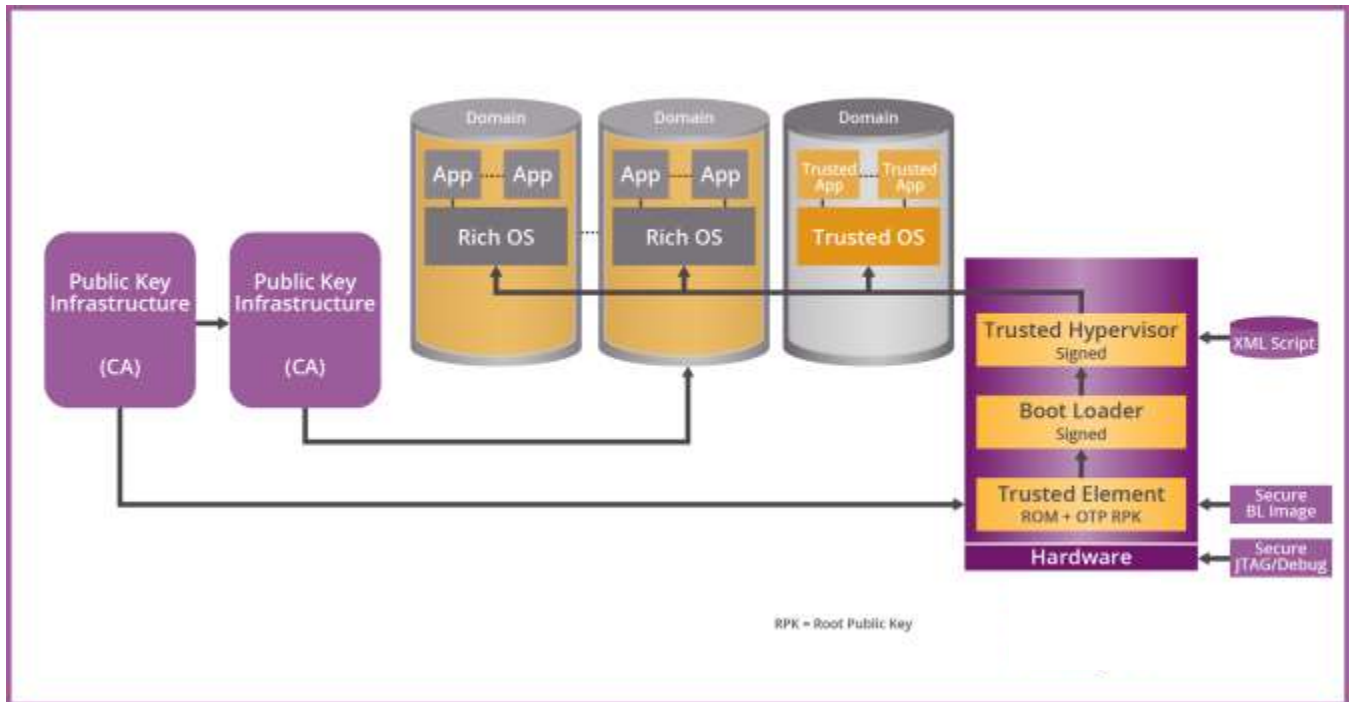 Domain
Domain
Domain
App
App
App
App
Trusted
App
Trusted
App
Rich OS
Rich OS
Trusted OS
Public Key
Infrastructure
(CA)
Public Key
Infrastructure
(CA)
Trusted Hypervisor
Signed
XML Script
Boot Loader
Signed
Trusted Element
ROM + OTP RPK
Secure
BL Image
Hardware
Secure
JTAG/Debug
RPK = Root Public Key